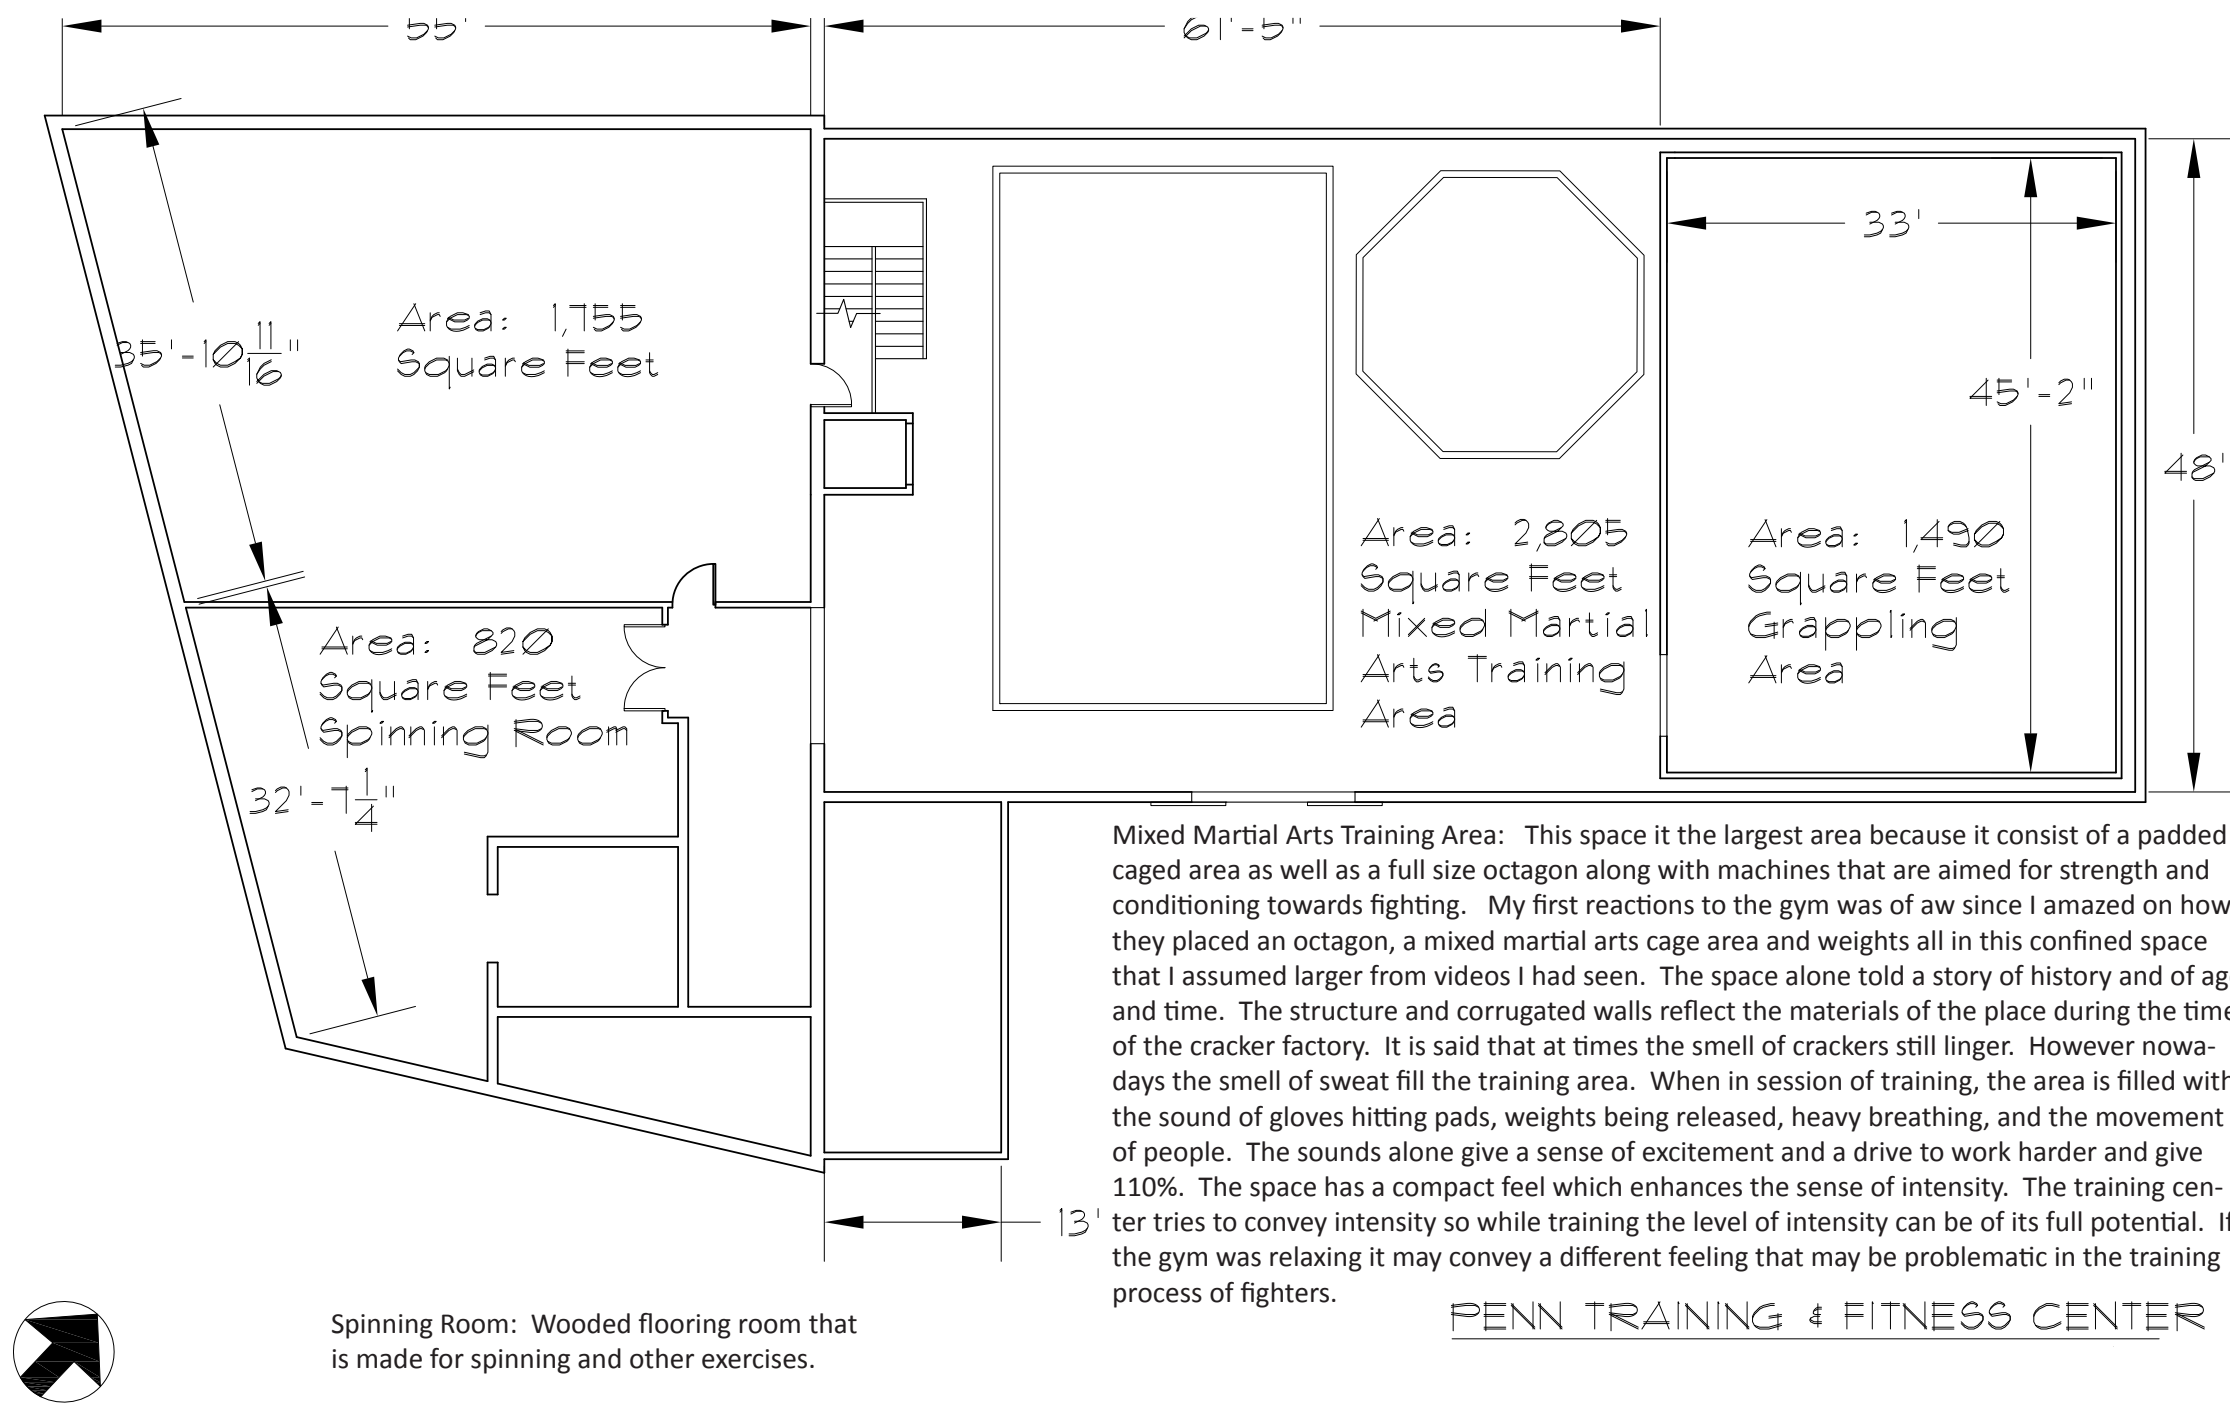 55'
61'-5"
33'
Area: 1,755
Square Feet
35'-10 11/16"
45'-2"
48'
Area: 2,805
Square Feet
Mixed Martial
Arts Training
Area
Area: 1,490
Square Feet
Grappling
Area
Area: 820
Square Feet
Spinning Room
32'-7 1/4"
Mixed Martial Arts Training Area: This space it the largest area because it consist of a padded
caged area as well as a full size octagon along with machines that are aimed for strength and
conditioning towards fighting. My first reactions to the gym was of aw since I amazed on how
they placed an octagon, a mixed martial arts cage area and weights all in this confined space
that I assumed larger from videos I had seen. The space alone told a story of history and of ag
and time. The structure and corrugated walls reflect the materials of the place during the time
of the cracker factory. It is said that at times the smell of crackers still linger. However nowa-
days the smell of sweat fill the training area. When in session of training, the area is filled with
the sound of gloves hitting pads, weights being released, heavy breathing, and the movement
of people. The sounds alone give a sense of excitement and a drive to work harder and give
110%. The space has a compact feel which enhances the sense of intensity. The training cen-
ter tries to convey intensity so while training the level of intensity can be of its full potential. If
the gym was relaxing it may convey a different feeling that may be problematic in the training
process of fighters.
13'
Spinning Room: Wooded flooring room that
is made for spinning and other exercises.
PENN TRAINING & FITNESS CENTER